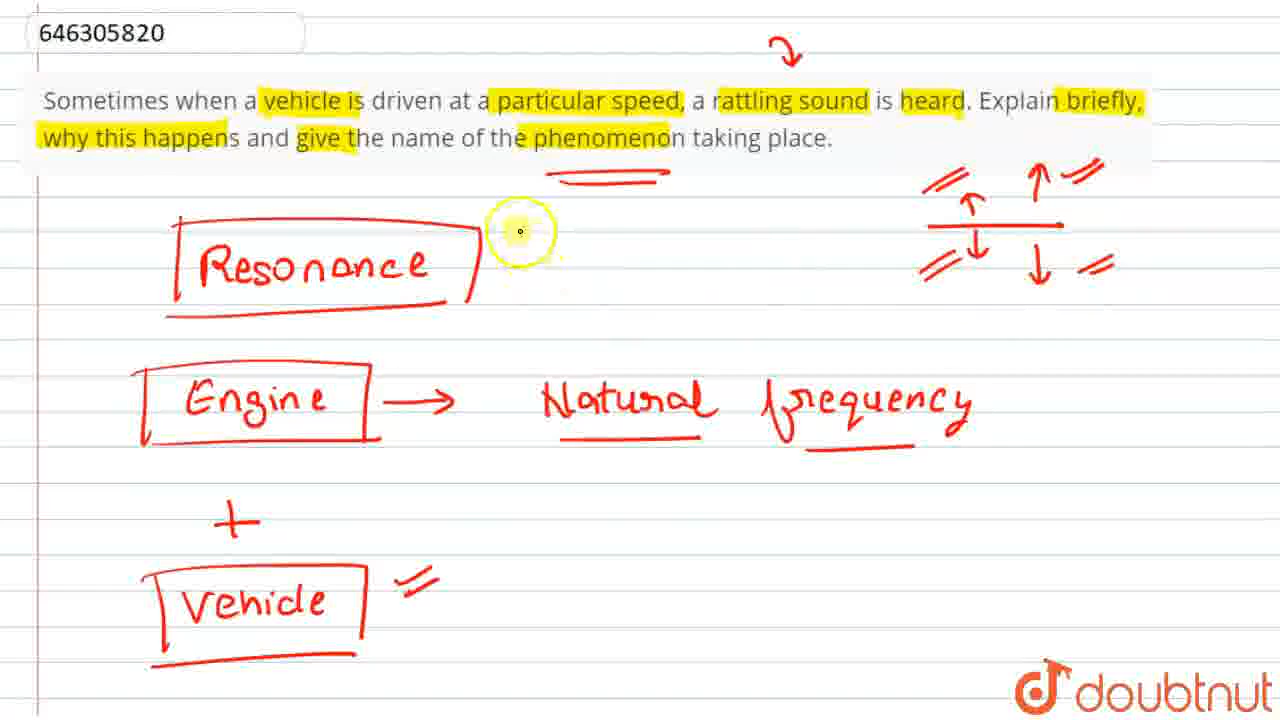 646305820
Sometimes when a vehicle is driven at a particular speed, a rattling sound is heard. Explain briefly,
why this happens and give the name of the phenomenon taking place.
Resonance
Engine → Natural frequency
+
Vehicle
doubtnut